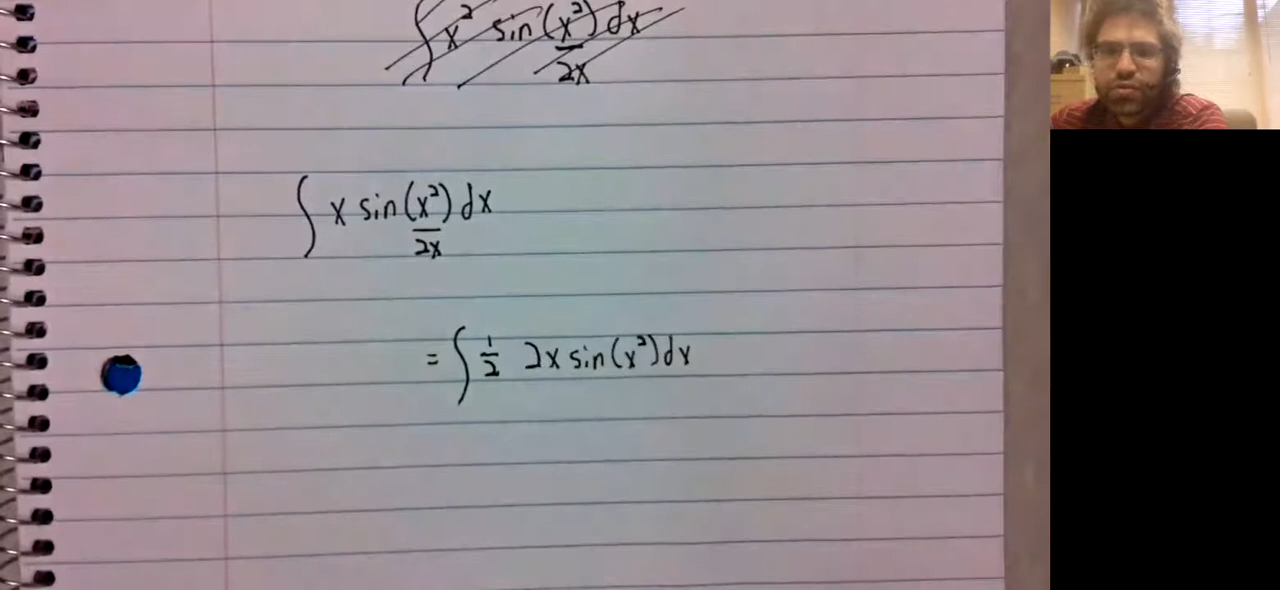 ∫ x² sin(x²) dx
2x
∫ x sin(x²) dx
2x
= ∫ ½ 2x sin(x²) dx